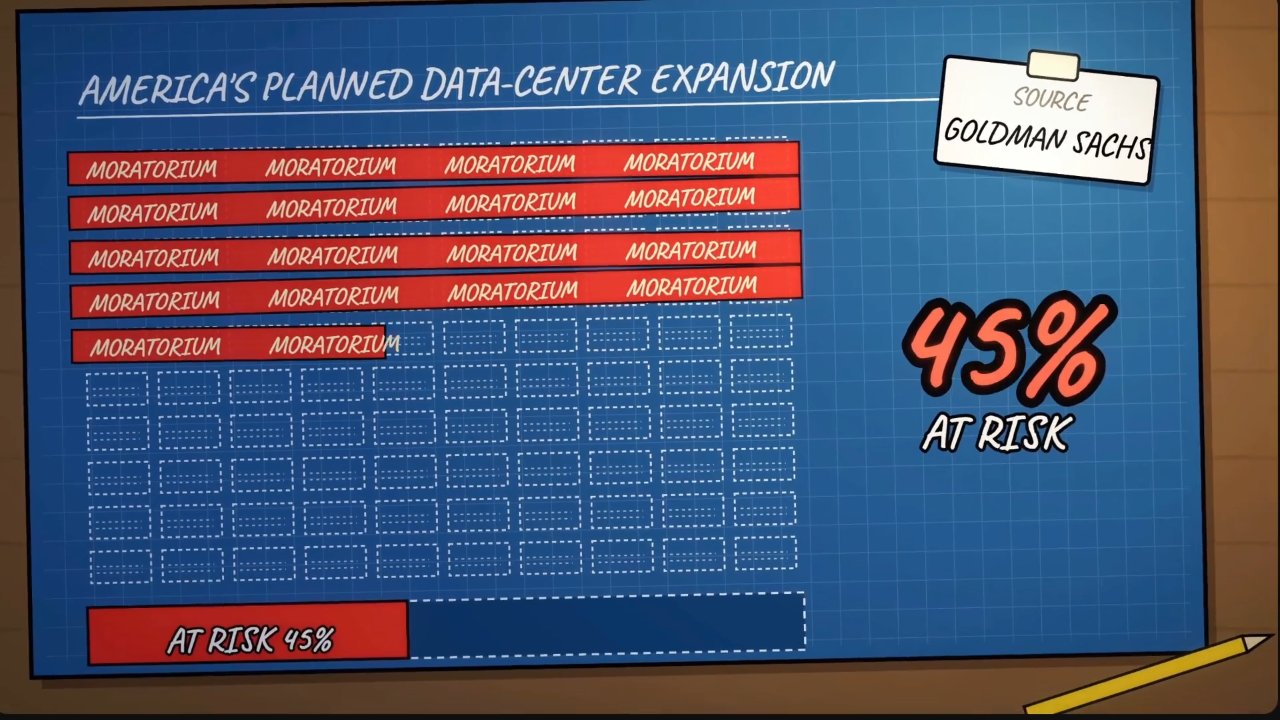 AMERICA'S PLANNED DATA-CENTER EXPANSION
SOURCE
GOLDMAN SACHS
MORATORIUM MORATORIUM MORATORIUM MORATORIUM
MORATORIUM MORATORIUM MORATORIUM MORATORIUM
MORATORIUM MORATORIUM MORATORIUM MORATORIUM
MORATORIUM MORATORIUM MORATORIUM MORATORIUM
MORATORIUM MORATORIUM
45%
AT RISK
AT RISK 45%